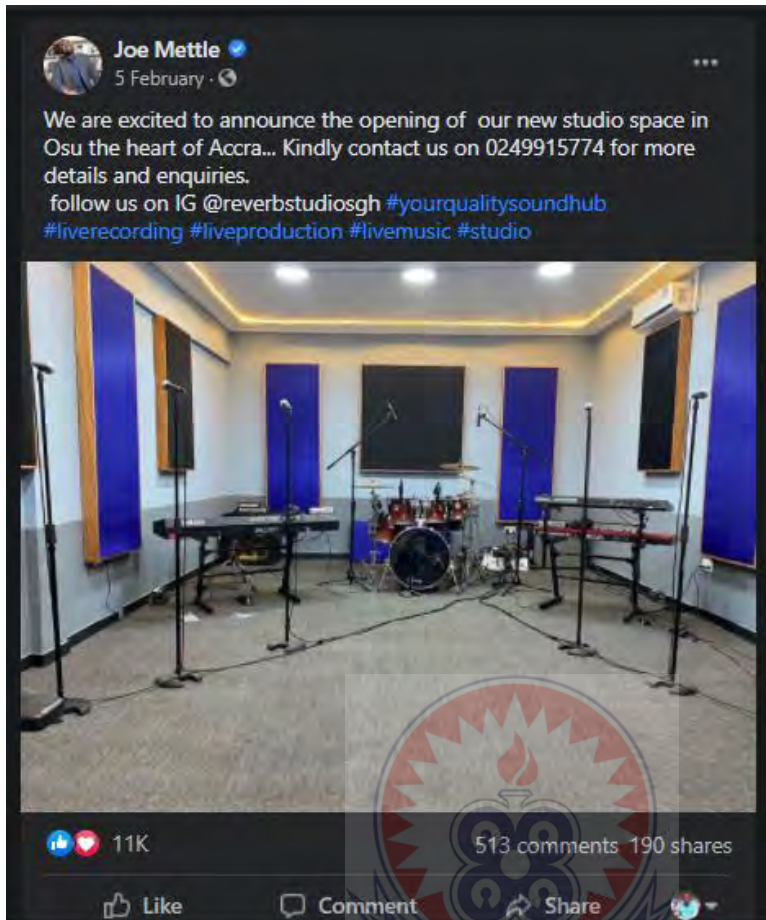 Joe Mettle
5 February ·
We are excited to announce the opening of our new studio space in
Osu the heart of Accra... Kindly contact us on 0249915774 for more
details and enquiries.
follow us on IG @reverbstudiosgh #yourqualitysoundhub
#liverecording #liveproduction #livemusic #studio
11K
513 comments 190 shares
Like
Comment
Share